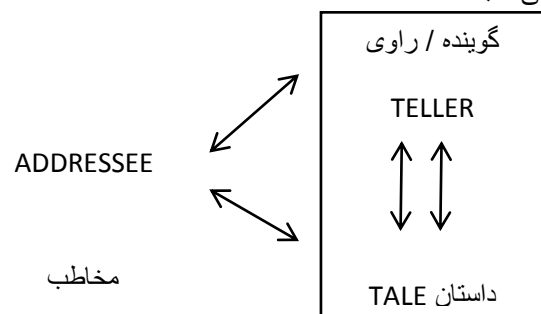 گوینده / راوی
TELLER
ADDRESSEE
مخاطب
داستان TALE